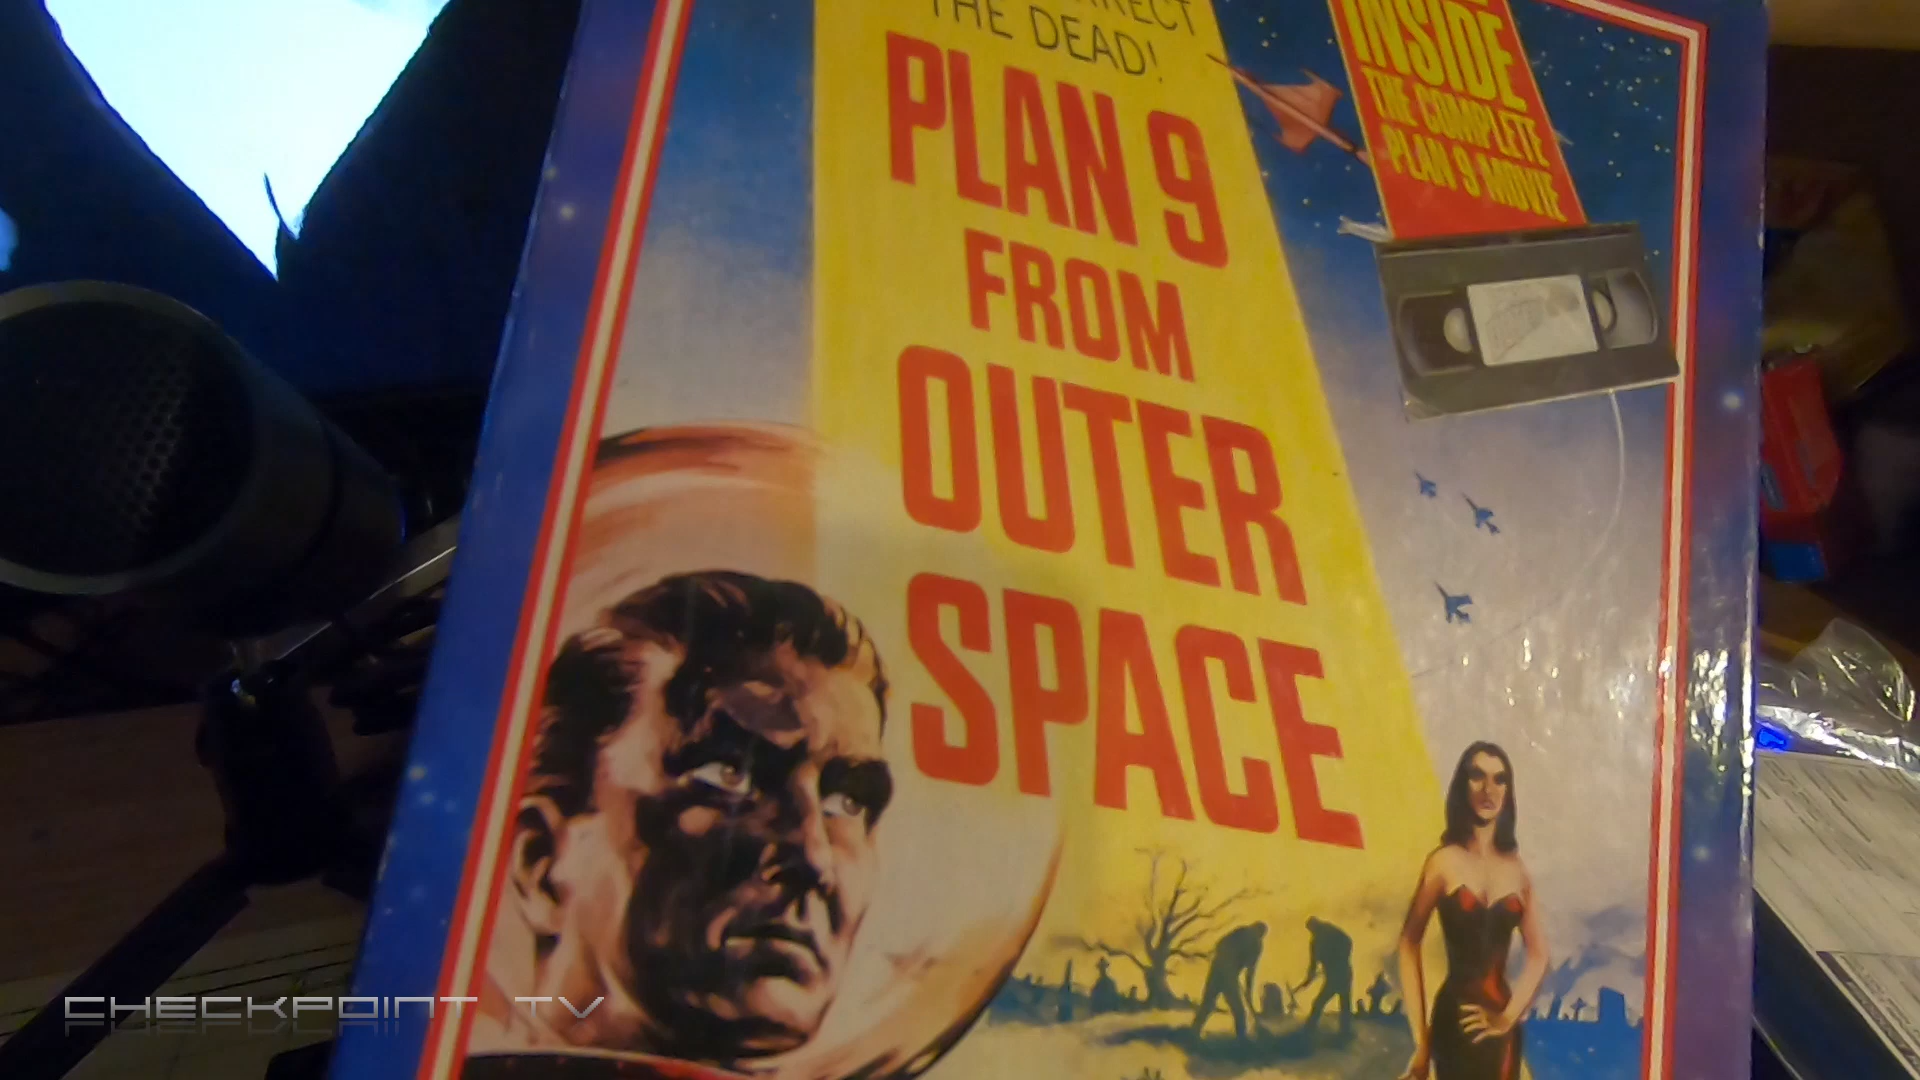 THE DEAD!
PLAN 9
FROM
OUTER
SPACE
INSIDE
THE COMPLETE
PLAN 9 MOVIE
CHECKPOINT TV